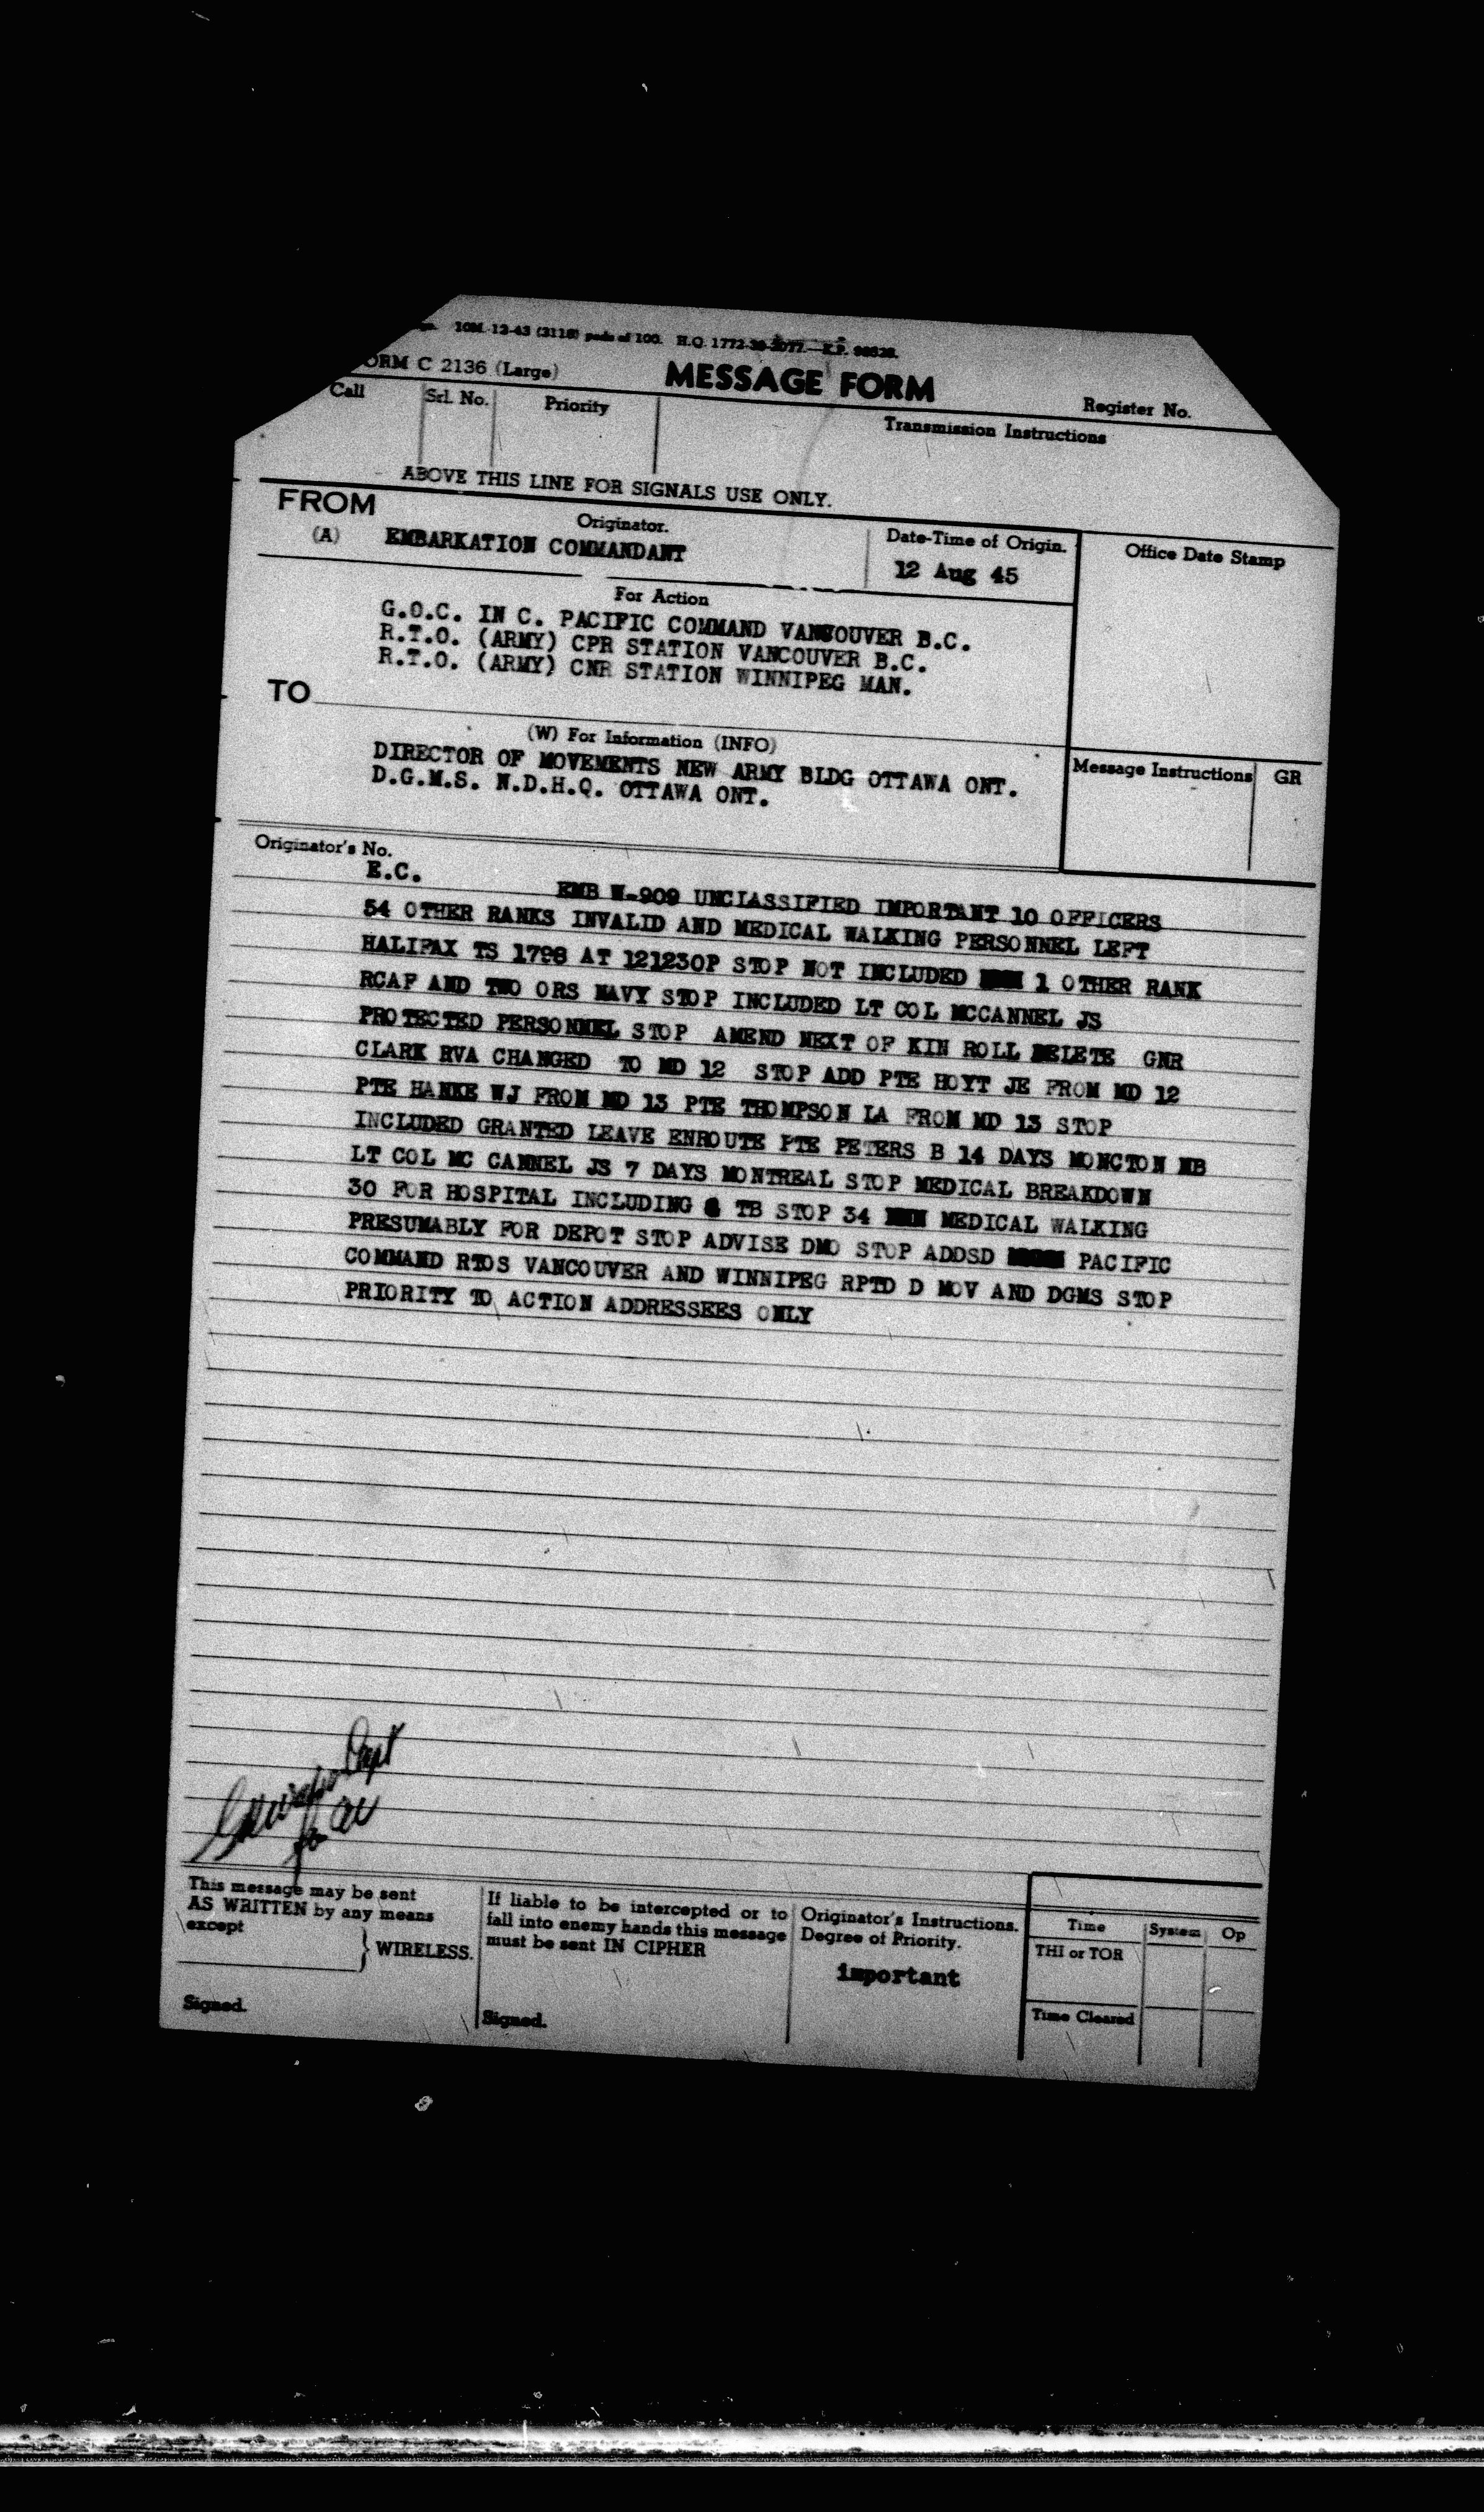 10M. 12-43 (3118) pads of 100. H.Q. 1772-39-2077.—K.P.
ORM C 2136 (Large)
MESSAGE FORM
Register No.
Call
Srl. No.
Priority
Transmission Instructions
ABOVE THIS LINE FOR SIGNALS USE ONLY.
FROM
Originator.
Date-Time of Origin.
Office Date Stamp
(A) EMBARKATION COMMANDANT
12 Aug 45
For Action
G.O.C. IN C. PACIFIC COMMAND VANCOUVER B.C.
R.T.O. (ARMY) CPR STATION VANCOUVER B.C.
R.T.O. (ARMY) CNR STATION WINNIPEG MAN.
TO
(W) For Information (INFO)
DIRECTOR OF MOVEMENTS NEW ARMY BLDG OTTAWA ONT.
D.G.M.S. N.D.H.Q. OTTAWA ONT.
Message Instructions
GR
Originator's No.
E.C.
EMB W-909 UNCLASSIFIED IMPORTANT 10 OFFICERS
54 OTHER RANKS INVALID AND MEDICAL WALKING PERSONNEL LEFT
HALIFAX TS 1798 AT 121230P STOP NOT INCLUDED 1 OTHER RANK
RCAF AND TWO ORS NAVY STOP INCLUDED LT COL MCCANNEL JS
PROTECTED PERSONNEL STOP AMEND NEXT OF KIN ROLL DELETE GNR
CLARK RVA CHANGED TO MD 12 STOP ADD PTE HOYT JE FROM MD 12
PTE HANKE WJ FROM MD 13 PTE THOMPSON LA FROM MD 13 STOP
INCLUDED GRANTED LEAVE ENROUTE PTE PETERS B 14 DAYS MONCTON NB
LT COL MC CANNEL JS 7 DAYS MONTREAL STOP MEDICAL BREAKDOWN
30 FOR HOSPITAL INCLUDING TB STOP 34 MEDICAL WALKING
PRESUMABLY FOR DEPOT STOP ADVISE DMO STOP ADDSD PACIFIC
COMMAND RTOS VANCOUVER AND WINNIPEG RPTD D MOV AND DGMS STOP
PRIORITY TO ACTION ADDRESSEES ONLY
Capt
for
This message may be sent
AS WRITTEN by any means
except
WIRELESS.
Signed.
If liable to be intercepted or to
fall into enemy hands this message
must be sent IN CIPHER
Signed.
Originator's Instructions.
Degree of Priority.
important
Time
System
Op
THI or TOR
Time Cleared